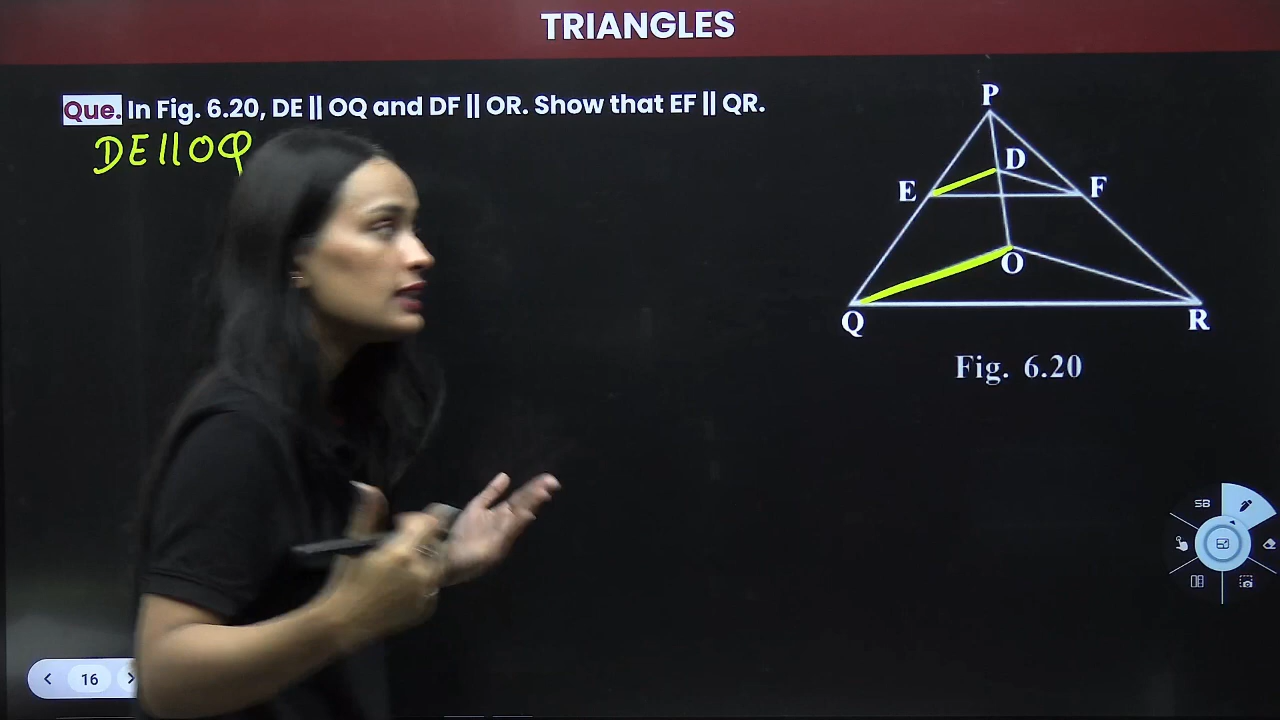 TRIANGLES
Que. In Fig. 6.20, DE || OQ and DF || OR. Show that EF || QR.
DE || OQ
P
D
E
F
O
Q
R
Fig. 6.20
SB
16